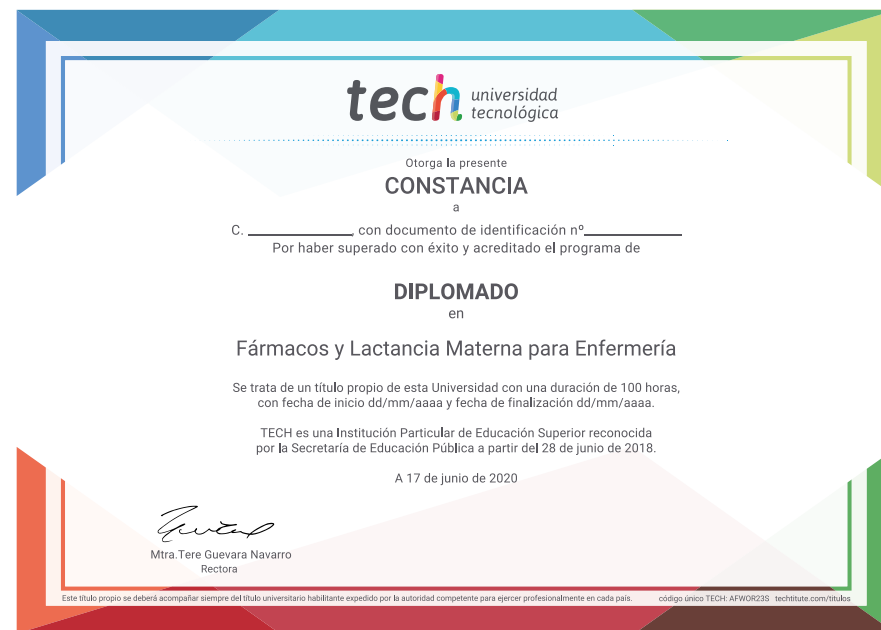 tech universidad
tecnológica
Otorga la presente
CONSTANCIA
a
C. ____________, con documento de identificación nº____________
Por haber superado con éxito y acreditado el programa de
DIPLOMADO
en
Fármacos y Lactancia Materna para Enfermería
Se trata de un título propio de esta Universidad con una duración de 100 horas,
con fecha de inicio dd/mm/aaaa y fecha de finalización dd/mm/aaaa.
TECH es una Institución Particular de Educación Superior reconocida
por la Secretaría de Educación Pública a partir del 28 de junio de 2018.
A 17 de junio de 2020
Mtra.Tere Guevara Navarro
Rectora
Este título propio se deberá acompañar siempre del título universitario habilitante expedido por la autoridad competente para ejercer profesionalmente en cada país. código único TECH: AFWOR23S techtitute.com/titulos